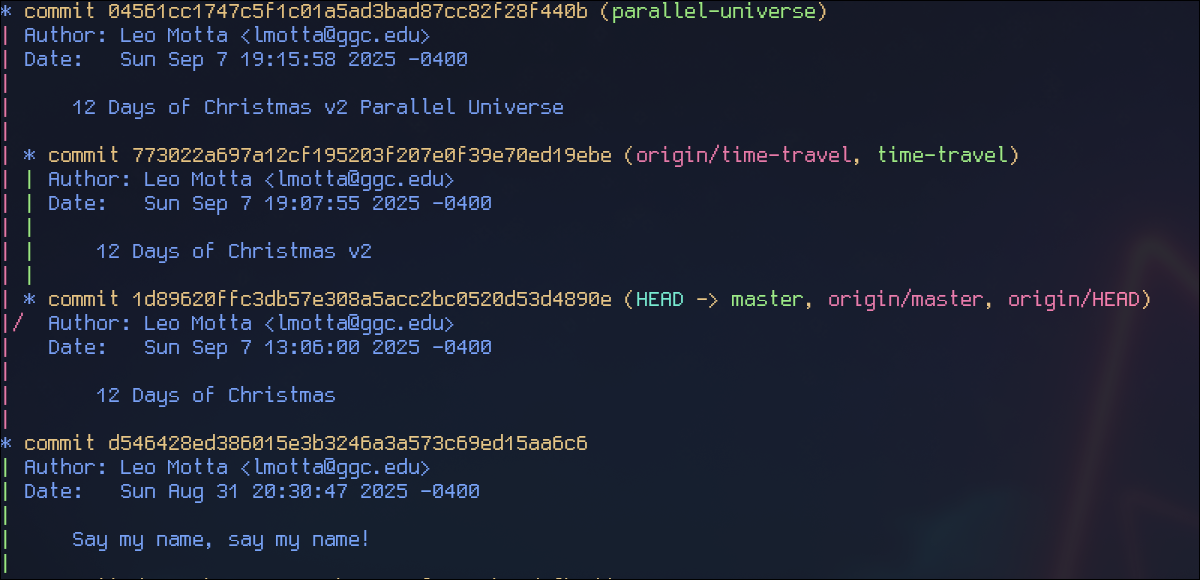 * commit 04561cc1747c5f1c01a5ad3bad87cc82f28f440b (parallel-universe)
| Author: Leo Motta <lmotta@ggc.edu>
| Date:   Sun Sep 7 19:15:58 2025 -0400
|
|     12 Days of Christmas v2 Parallel Universe
|
| * commit 773022a697a12cf195203f207e0f39e70ed19ebe (origin/time-travel, time-travel)
| | Author: Leo Motta <lmotta@ggc.edu>
| | Date:   Sun Sep 7 19:07:55 2025 -0400
| |
| |     12 Days of Christmas v2
| |
| * commit 1d89620ffc3db57e308a5acc2bc0520d53d4890e (HEAD -> master, origin/master, origin/HEAD)
|/  Author: Leo Motta <lmotta@ggc.edu>
|   Date:   Sun Sep 7 13:06:00 2025 -0400
|
|       12 Days of Christmas
|
* commit d546428ed386015e3b3246a3a573c69ed15aa6c6
| Author: Leo Motta <lmotta@ggc.edu>
| Date:   Sun Aug 31 20:30:47 2025 -0400
|
|     Say my name, say my name!
|